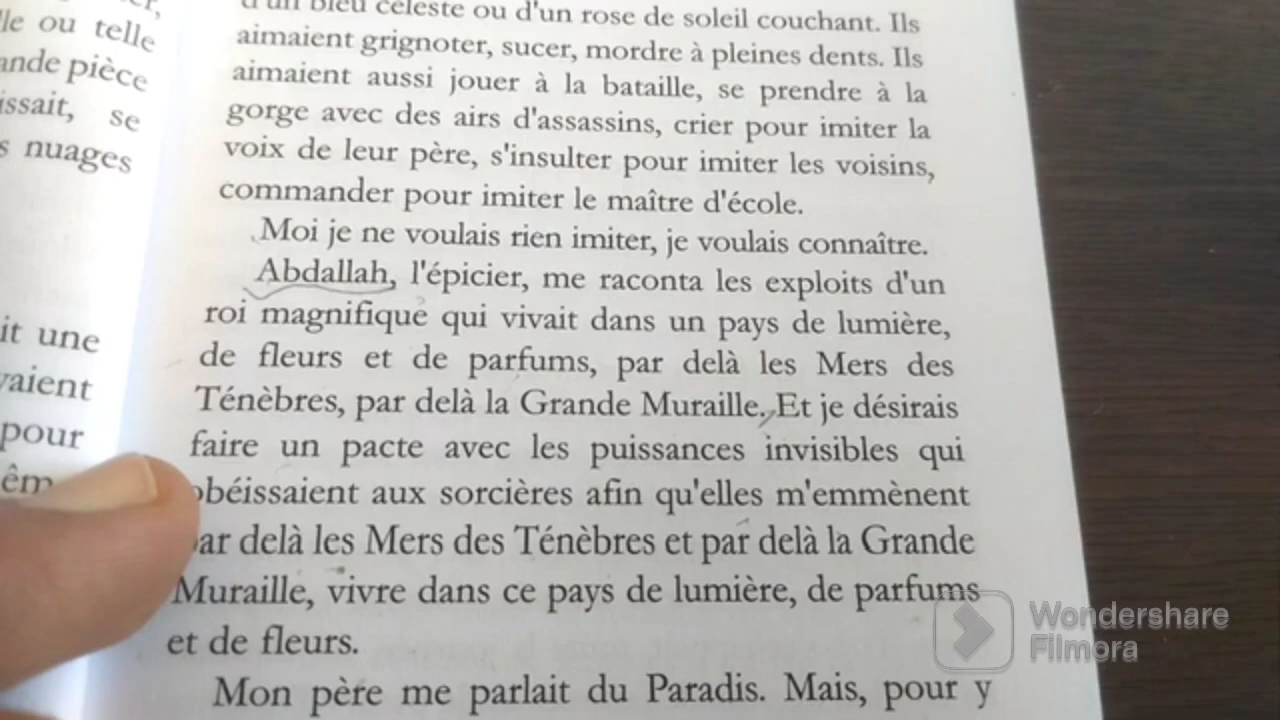 le ou telle
ande pièce
issait, se
s nuages
it une
vaient
pour
d'un bleu céleste ou d'un rose de soleil couchant. Ils
aimaient grignoter, sucer, mordre à pleines dents. Ils
aimaient aussi jouer à la bataille, se prendre à la
gorge avec des airs d'assassins, crier pour imiter la
voix de leur père, s'insulter pour imiter les voisins,
commander pour imiter le maître d'école.
Moi je ne voulais rien imiter, je voulais connaître.
Abdallah, l'épicier, me raconta les exploits d'un
roi magnifique qui vivait dans un pays de lumière,
de fleurs et de parfums, par delà les Mers des
Ténèbres, par delà la Grande Muraille. Et je désirais
faire un pacte avec les puissances invisibles qui
obéissaient aux sorcières afin qu'elles m'emmènent
par delà les Mers des Ténèbres et par delà la Grande
Muraille, vivre dans ce pays de lumière, de parfums
et de fleurs.
Mon père me parlait du Paradis. Mais, pour y
Wondershare
Filmora